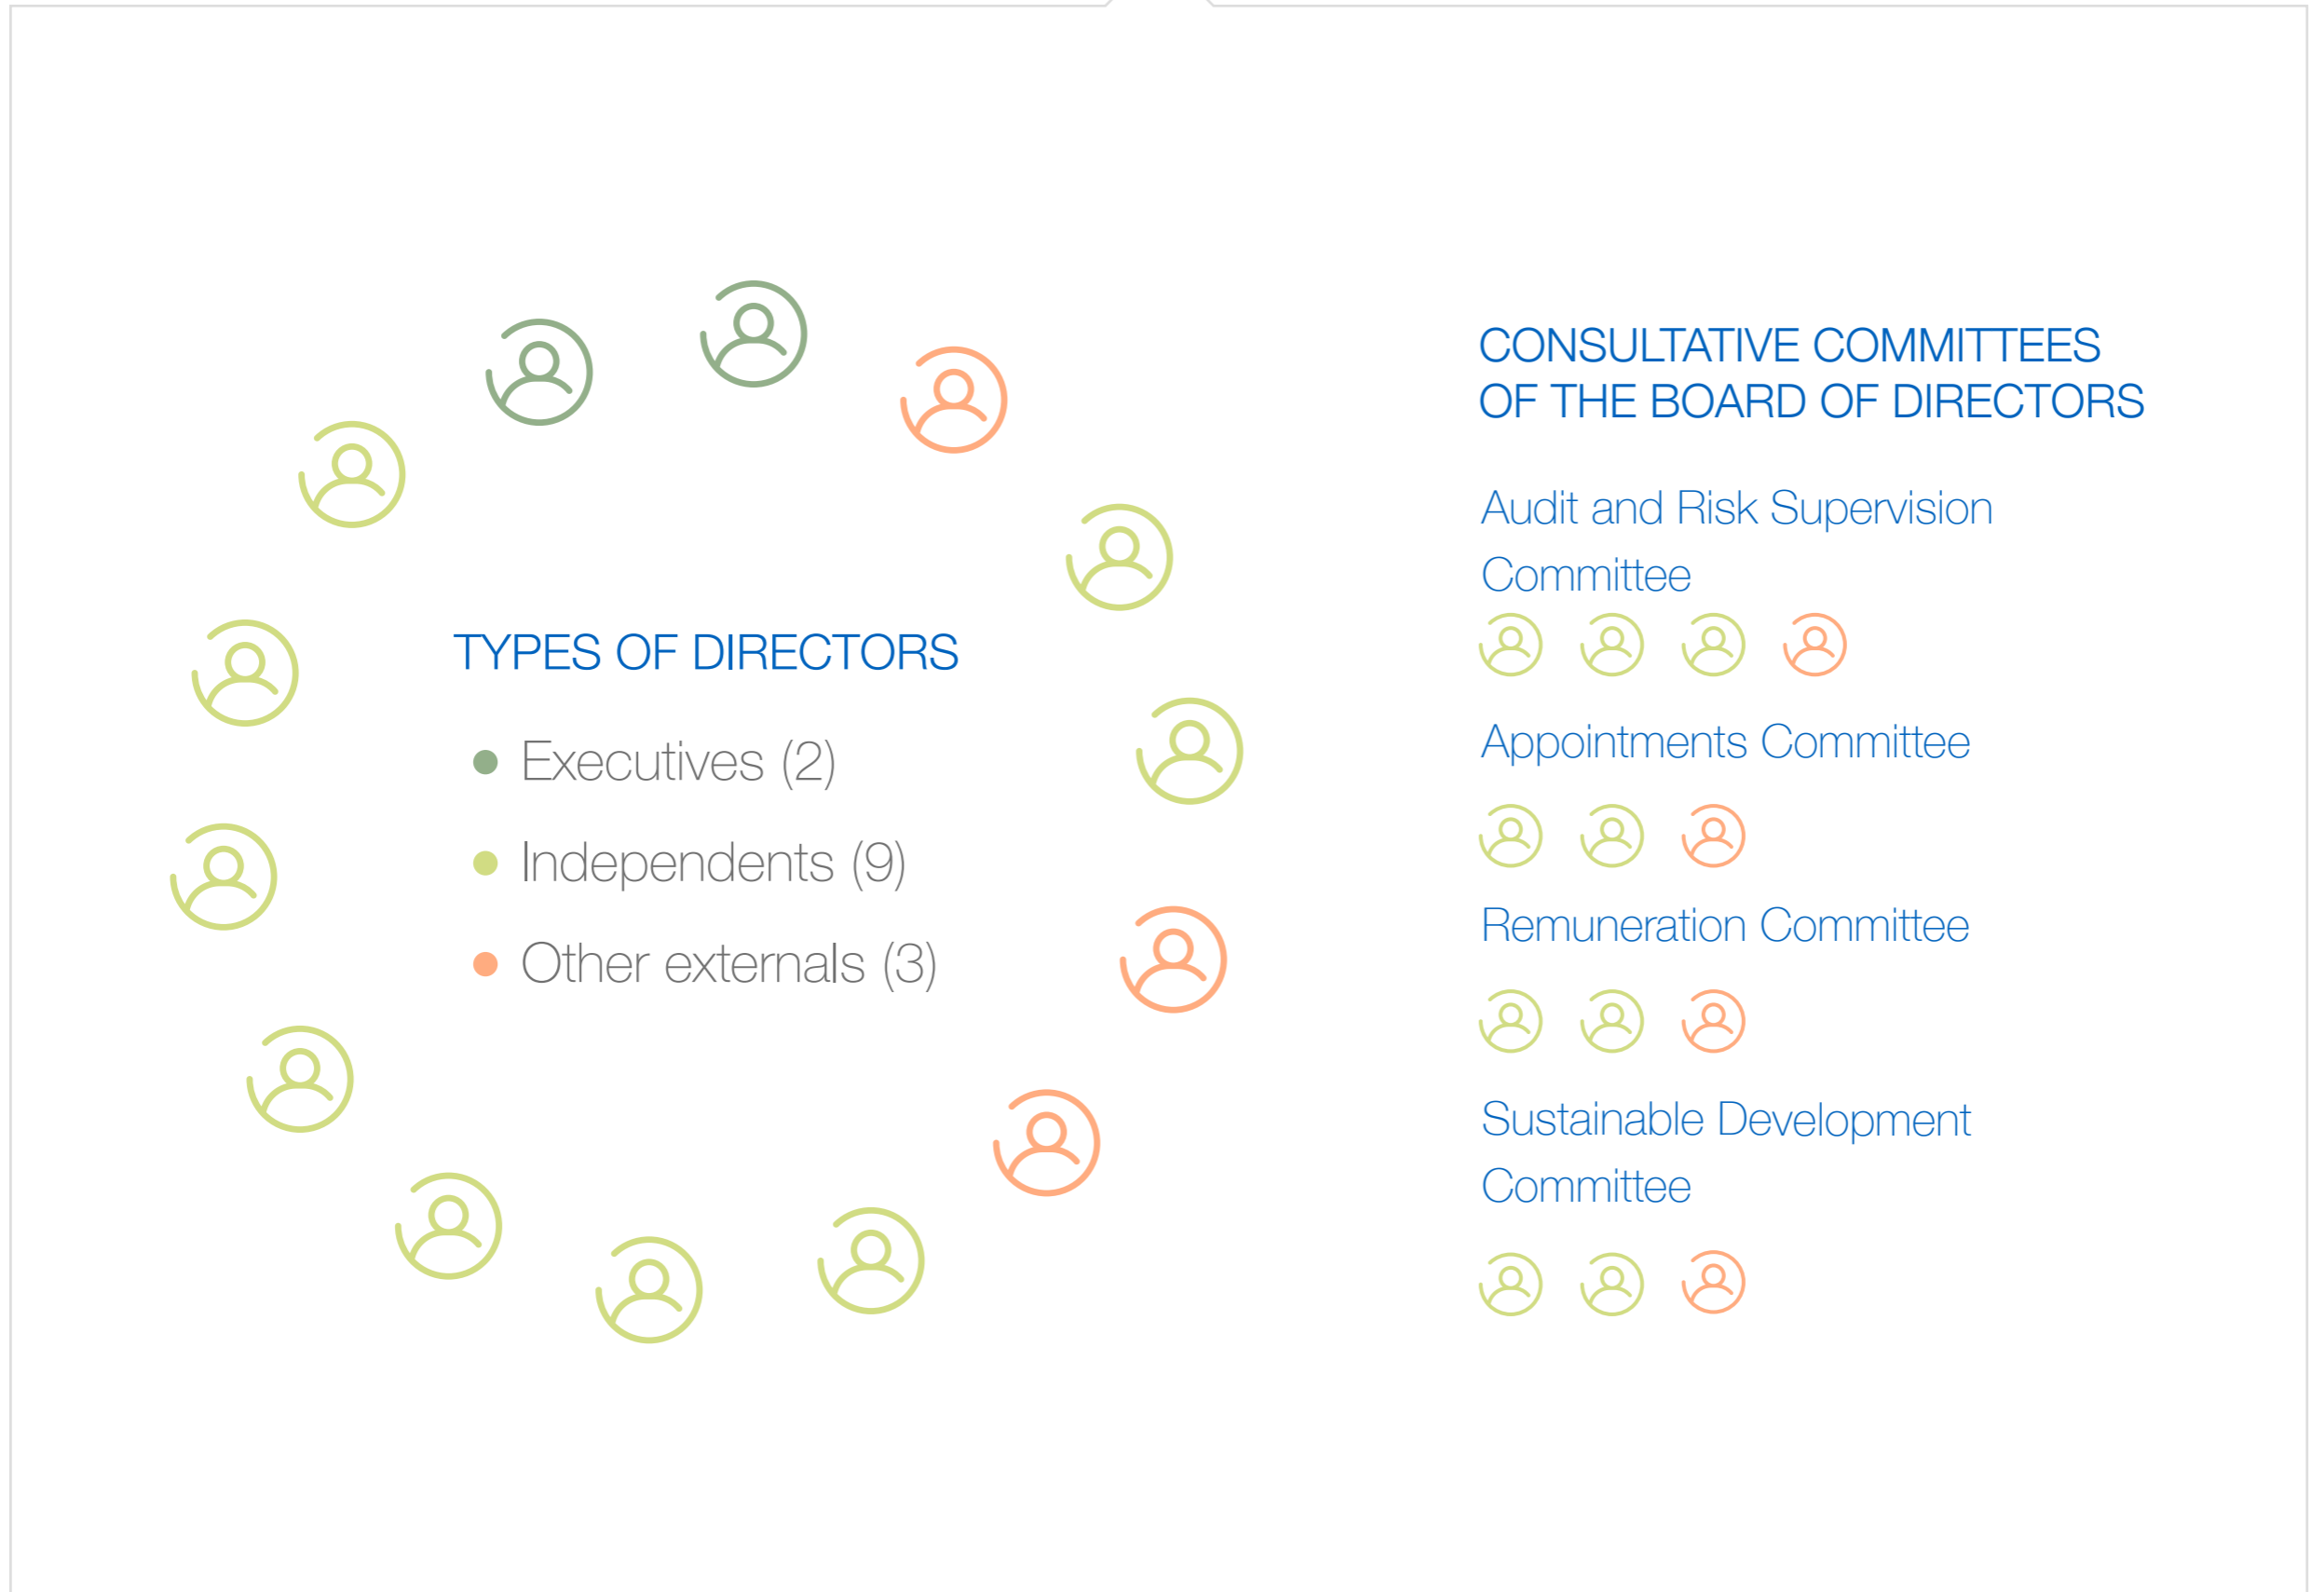 TYPES OF DIRECTORS
Executives (2)
Independents (9)
Other externals (3)
CONSULTATIVE COMMITTEES
OF THE BOARD OF DIRECTORS
Audit and Risk Supervision
Committee
Appointments Committee
Remuneration Committee
Sustainable Development
Committee